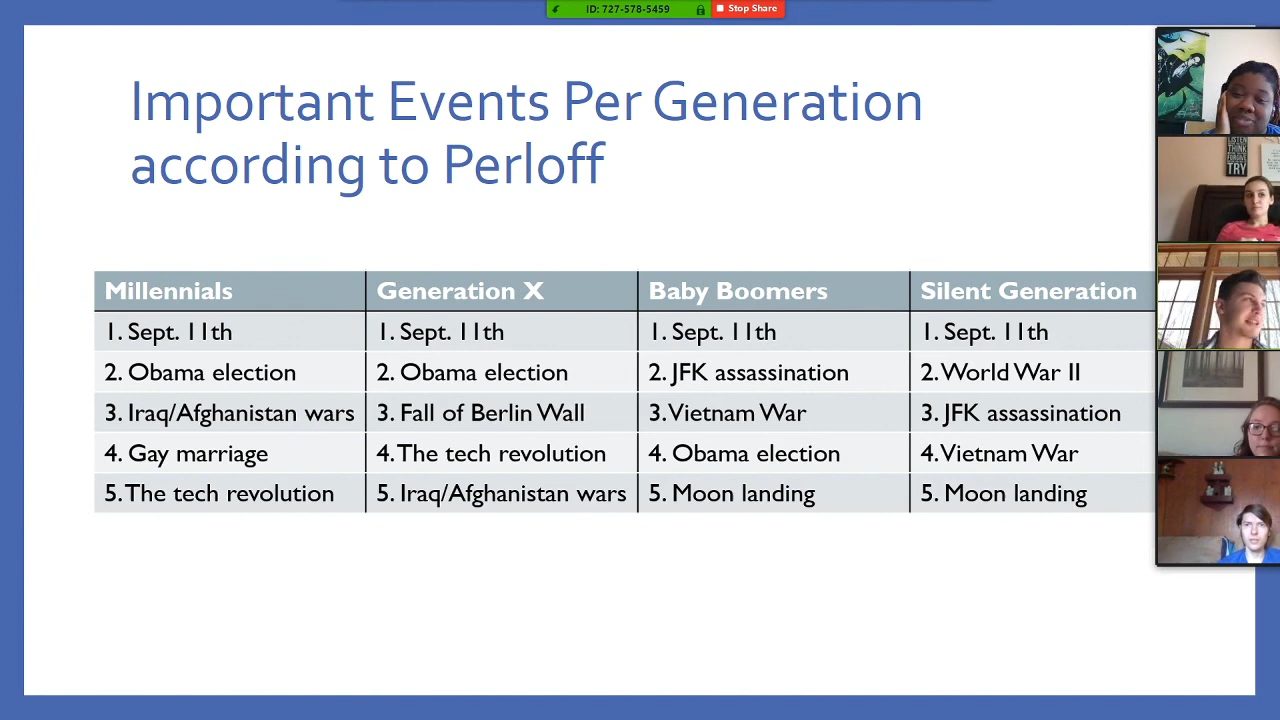 ID: 727-578-5459
Stop Share
Important Events Per Generation
according to Perloff
Millennials Generation X Baby Boomers Silent Generation
1. Sept. 11th 1. Sept. 11th 1. Sept. 11th 1. Sept. 11th
2. Obama election 2. Obama election 2. JFK assassination 2. World War II
3. Iraq/Afghanistan wars 3. Fall of Berlin Wall 3. Vietnam War 3. JFK assassination
4. Gay marriage 4. The tech revolution 4. Obama election 4. Vietnam War
5. The tech revolution 5. Iraq/Afghanistan wars 5. Moon landing 5. Moon landing
LISTEN
THINK
FORGIVE
TRY